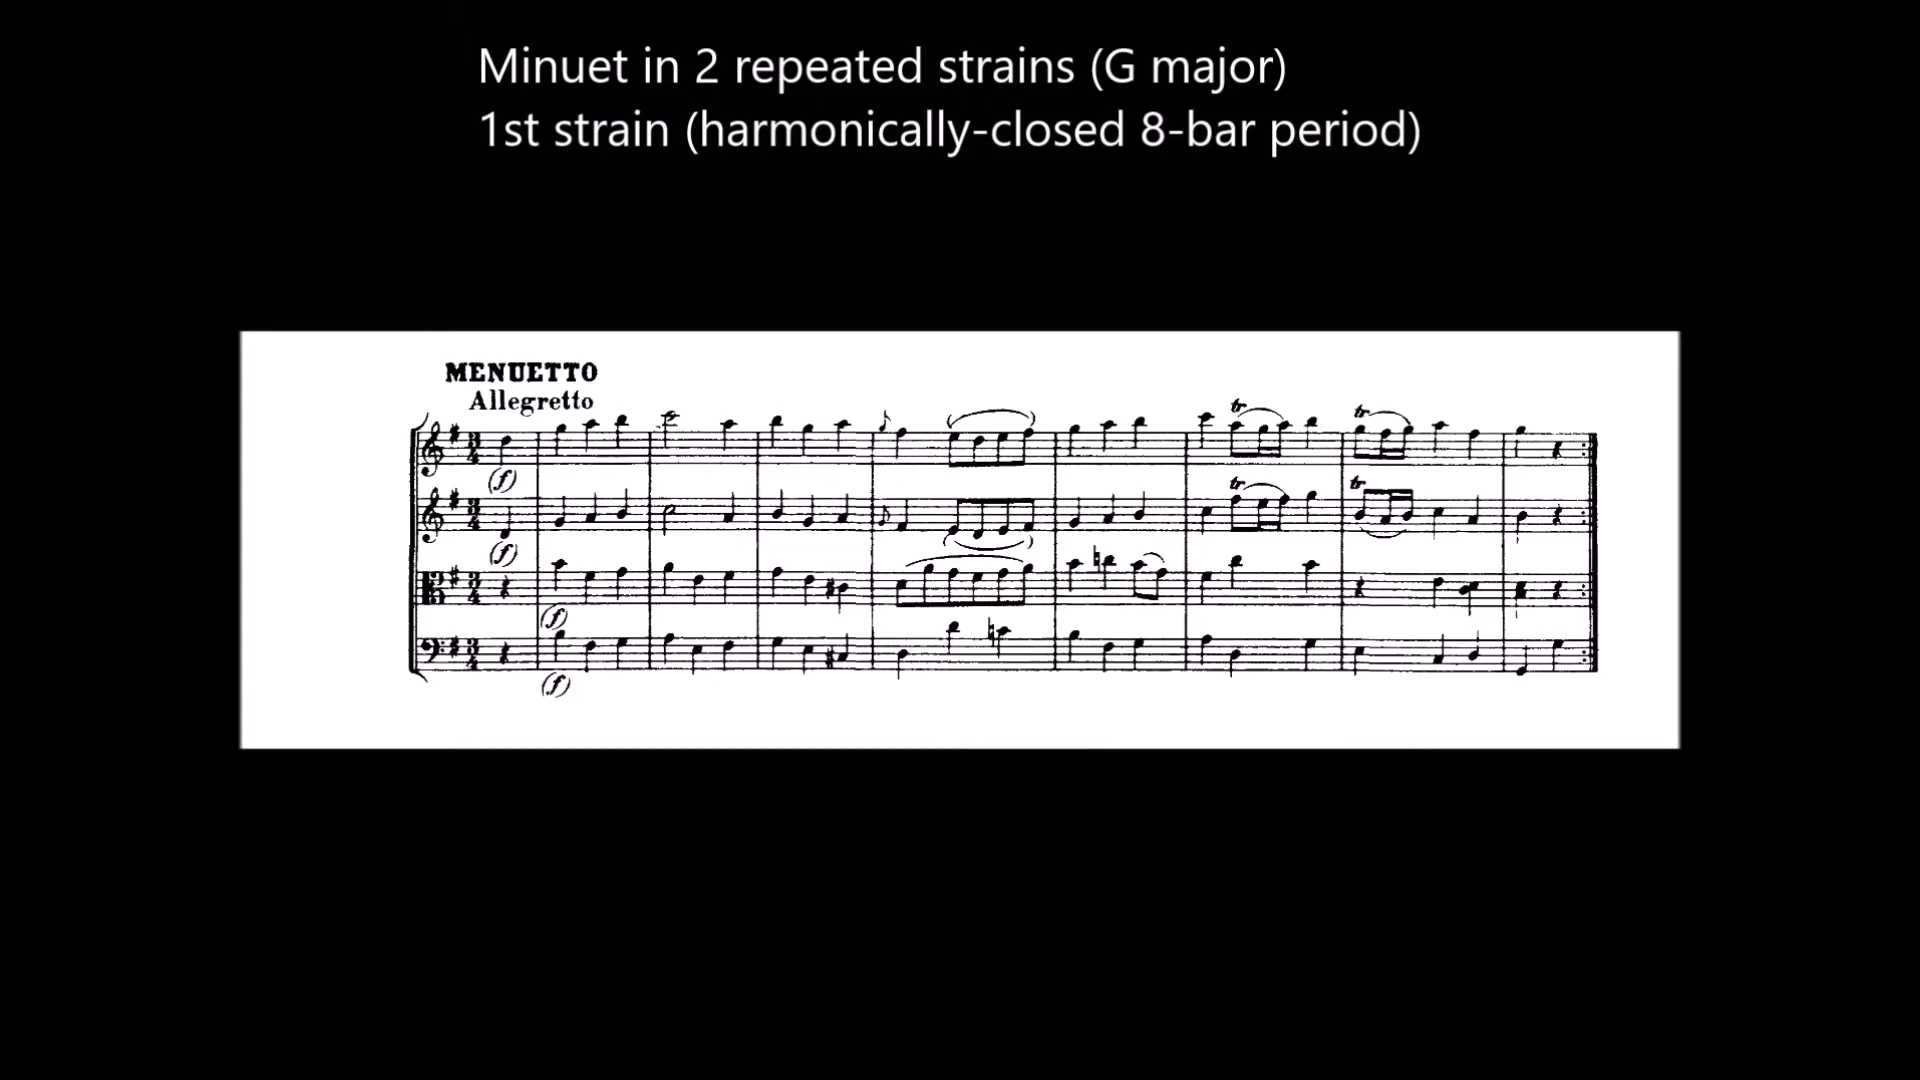 Minuet in 2 repeated strains (G major)
1st strain (harmonically-closed 8-bar period)
MENUETTO
Allegretto
tr tr
(f)
tr tr
(f)
(f)
(f)